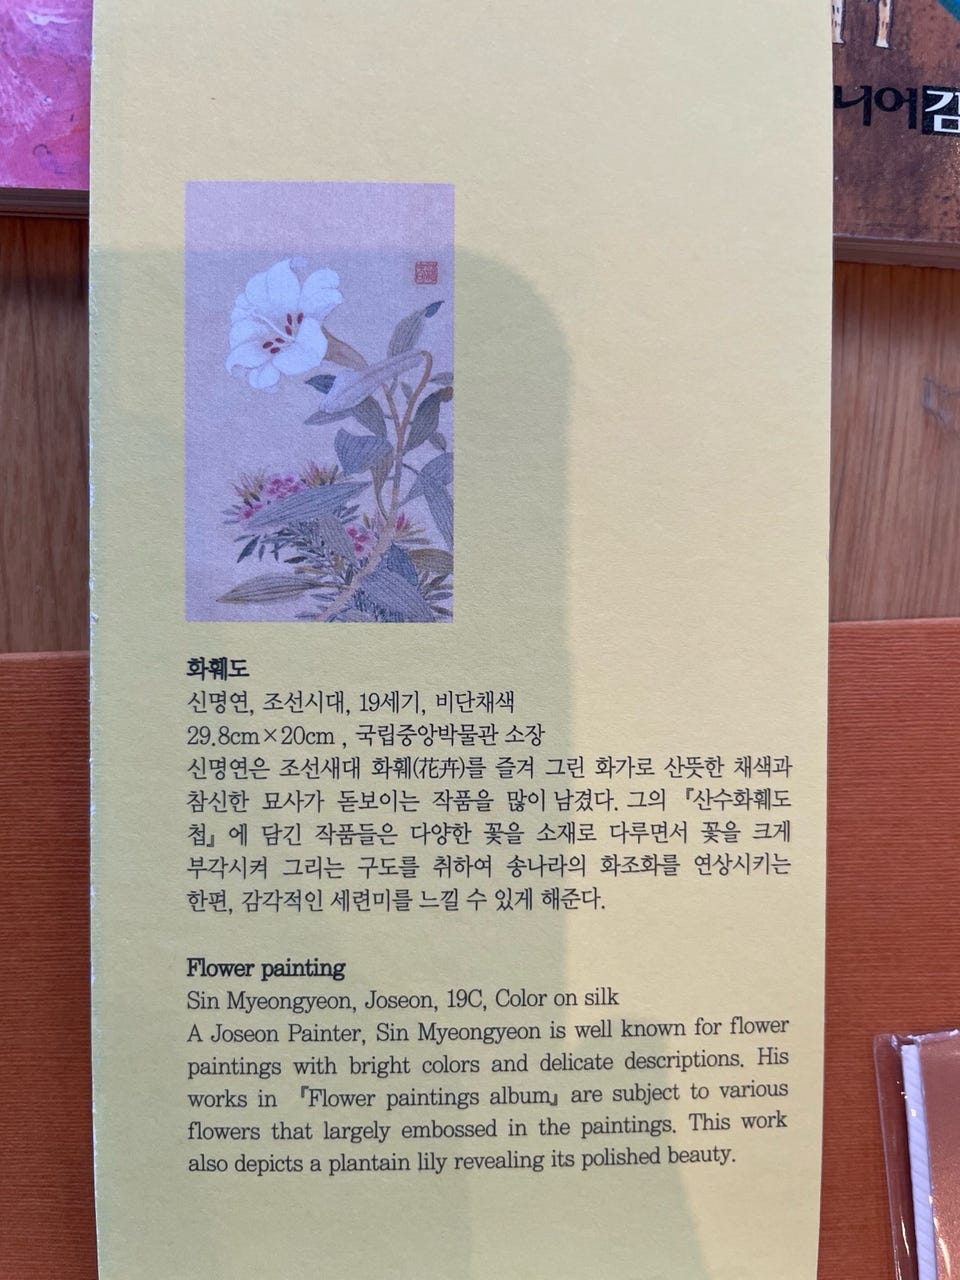 니어김
화훼도
신명연, 조선시대, 19세기, 비단채색
29.8cm×20cm , 국립중앙박물관 소장
신명연은 조선새대 화훼(花卉)를 즐겨 그린 화가로 산뜻한 채색과
참신한 묘사가 돋보이는 작품을 많이 남겼다. 그의 『산수화훼도
첩』에 담긴 작품들은 다양한 꽃을 소재로 다루면서 꽃을 크게
부각시켜 그리는 구도를 취하여 송나라의 화조화를 연상시키는
한편, 감각적인 세련미를 느낄 수 있게 해준다.
Flower painting
Sin Myeongyeon, Joseon, 19C, Color on silk
A Joseon Painter, Sin Myeongyeon is well known for flower
paintings with bright colors and delicate descriptions. His
works in 『Flower paintings album』 are subject to various
flowers that largely embossed in the paintings. This work
also depicts a plantain lily revealing its polished beauty.